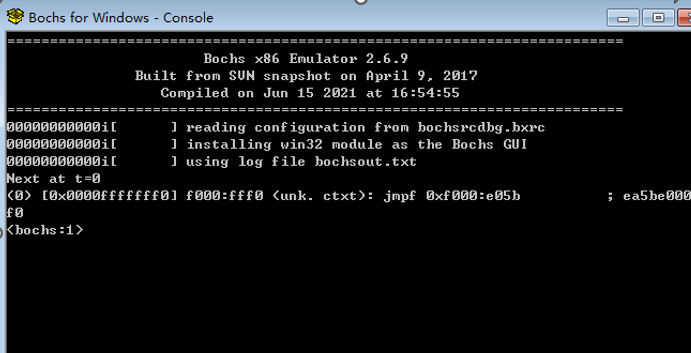 Bochs for Windows - Console
========================================================================
Bochs x86 Emulator 2.6.9
Built from SVN snapshot on April 9, 2017
Compiled on Jun 15 2021 at 16:54:55
========================================================================
00000000000i[      ] reading configuration from bochsrcdbg.bxrc
00000000000i[      ] installing win32 module as the Bochs GUI
00000000000i[      ] using log file bochsout.txt
Next at t=0
(0) [0x0000fffffff0] f000:fff0 (unk. ctxt): jmpf 0xf000:e05b          ; ea5be000
f0
<bochs:1>